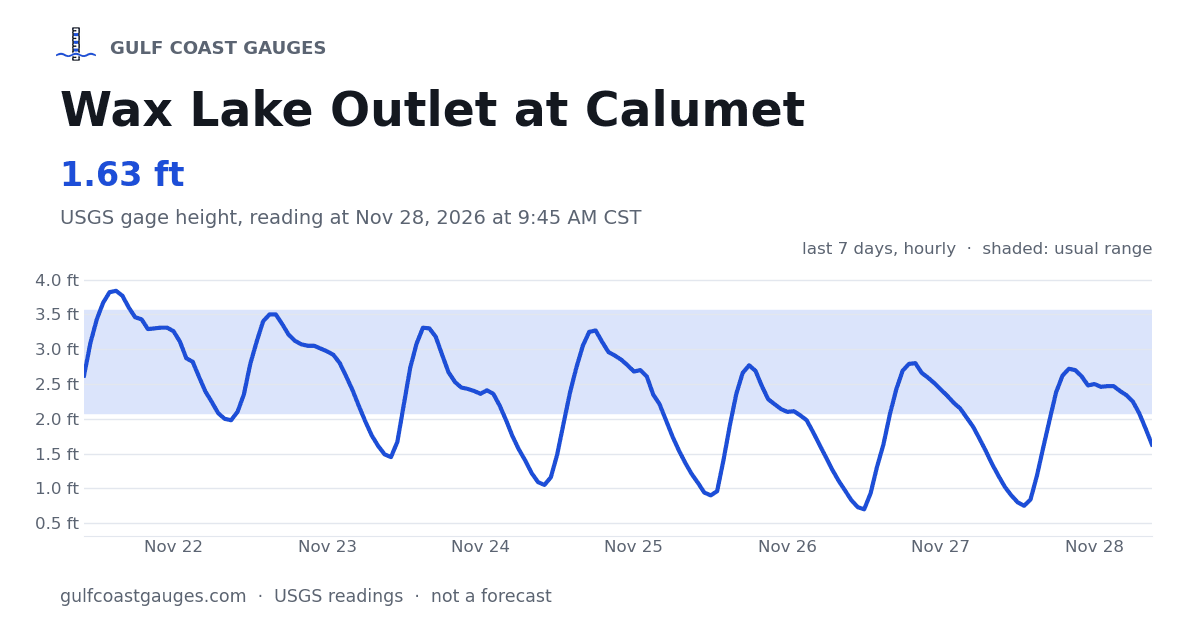 GULF COAST GAUGES
Wax Lake Outlet at Calumet
1.63 ft
USGS gage height, reading at Nov 28, 2026 at 9:45 AM CST
last 7 days, hourly · shaded: usual range
4.0 ft
3.5 ft
3.0 ft
2.5 ft
2.0 ft
1.5 ft
1.0 ft
0.5 ft
Nov 22 Nov 23 Nov 24 Nov 25 Nov 26 Nov 27 Nov 28
gulfcoastgauges.com · USGS readings · not a forecast